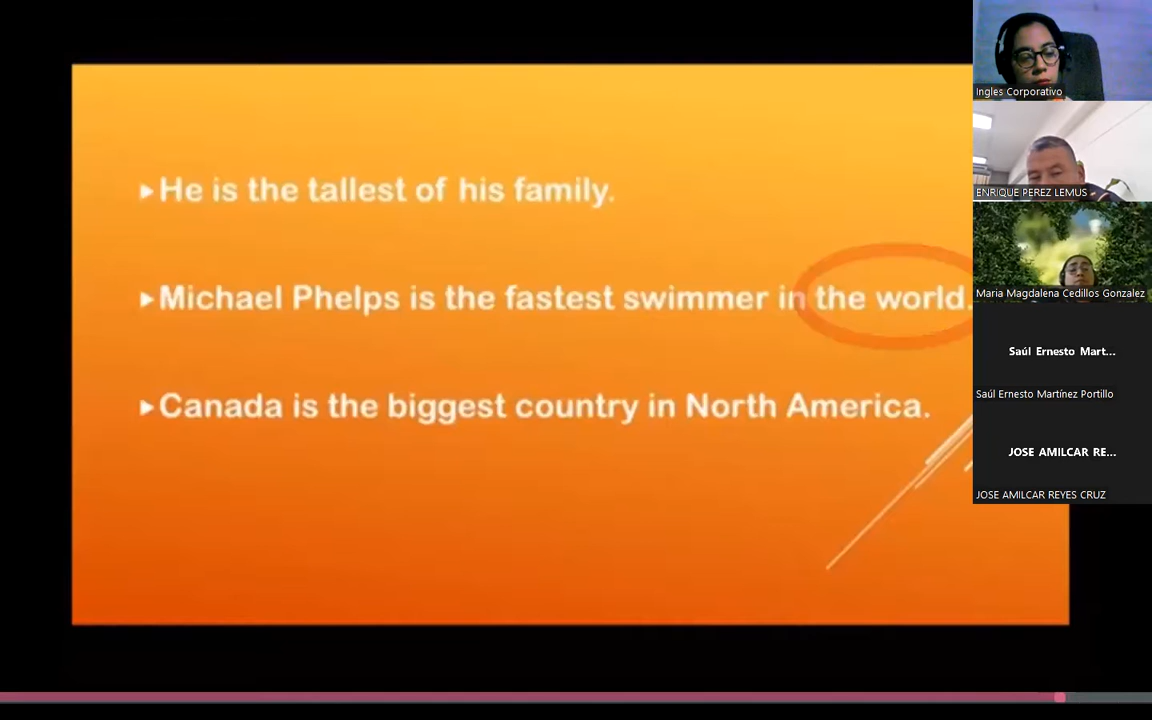 He is the tallest of his family.
Michael Phelps is the fastest swimmer in the world.
Canada is the biggest country in North America.
Ingles Corporativo
ENRIQUE PEREZ LEMUS
Maria Magdalena Cedillos Gonzalez
Saúl Ernesto Mart...
Saúl Ernesto Martínez Portillo
JOSE AMILCAR RE...
JOSE AMILCAR REYES CRUZ